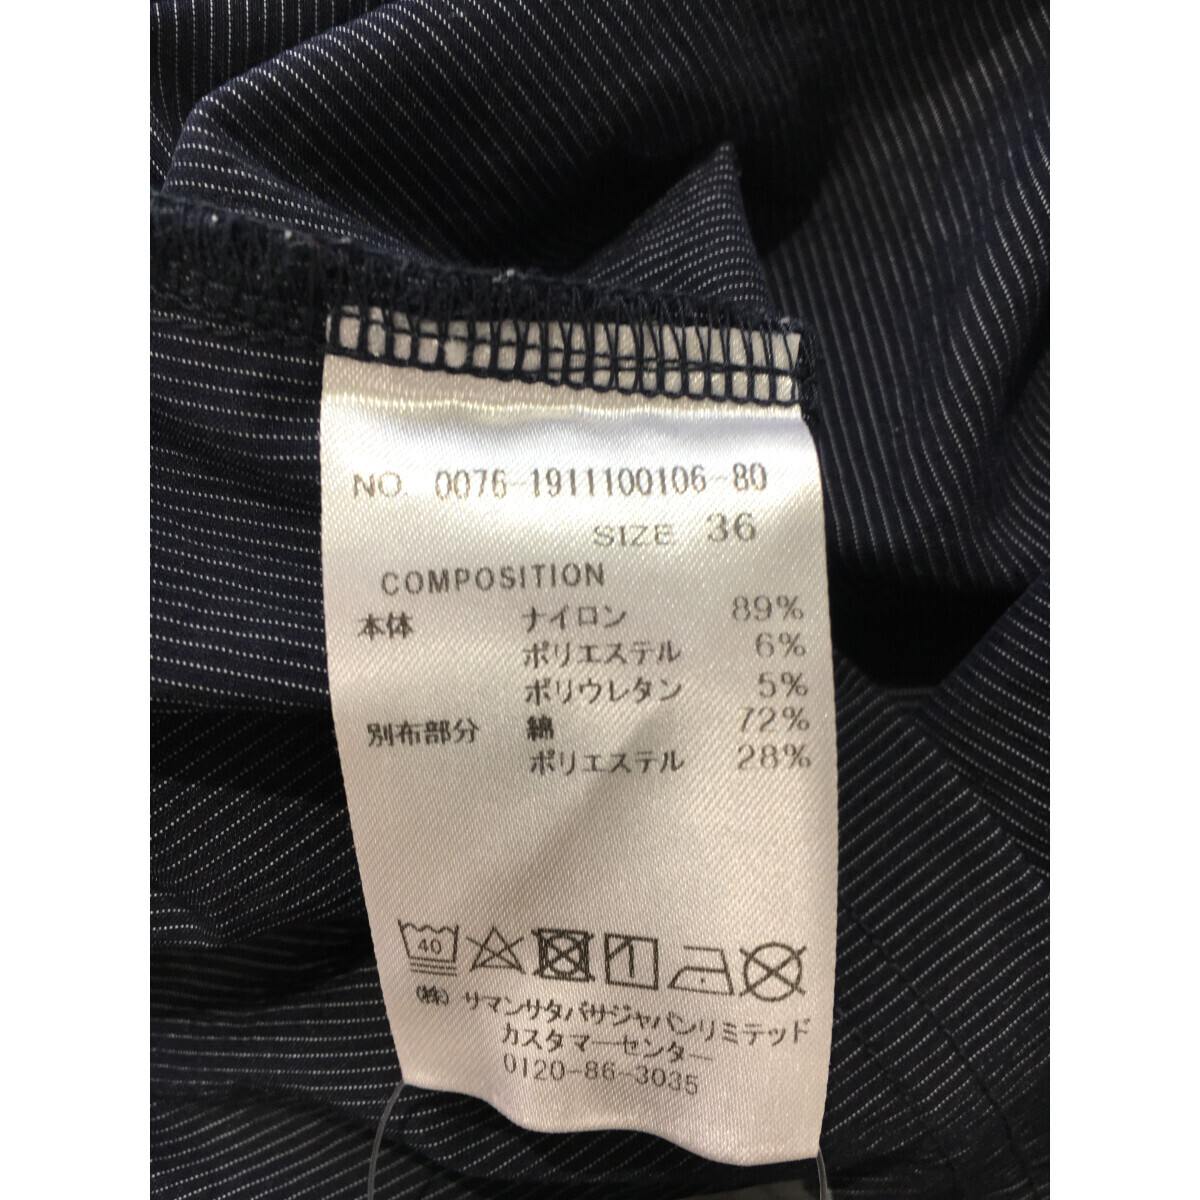 NO. 0076-1911100106-80
SIZE 36
COMPOSITION
本体 ナイロン 89%
ポリエステル 6%
ポリウレタン 5%
別布部分 綿 72%
ポリエステル 28%
40
(株) サマンサタバサジャパンリミテッド
カスタマーセンター
0120-86-3035